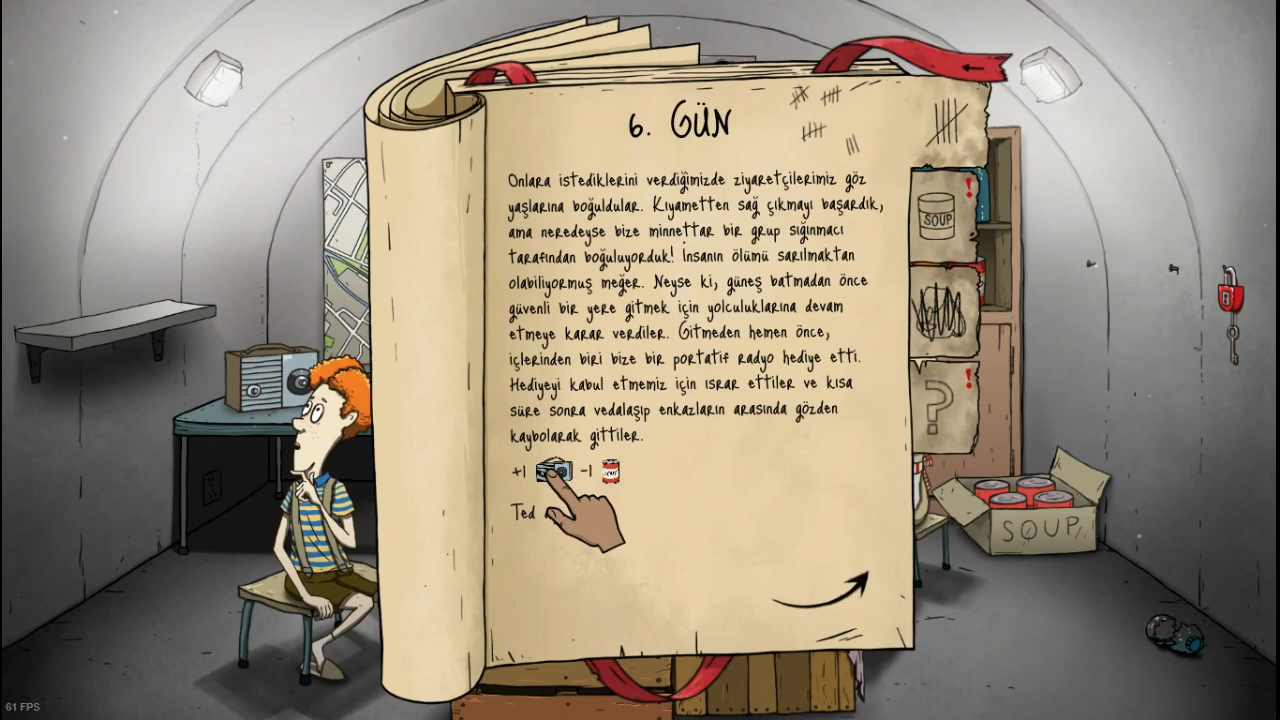 6. GÜN
Onlara istediklerini verdiğimizde ziyaretçilerimiz göz
yaşlarına boğuldular. Kıyametten sağ çıkmayı başardık,
ama neredeyse bize minnettar bir grup sığınmacı
tarafından boğuluyorduk! İnsanın ölümü sarılmaktan
olabiliyormuş meğer. Neyse ki, güneş batmadan önce
güvenli bir yere gitmek için yolculuklarına devam
etmeye karar verdiler. Gitmeden hemen önce,
içlerinden biri bize bir portatif radyo hediye etti.
Hediyeyi kabul etmemiz için ısrar ettiler ve kısa
süre sonra vedalaşıp enkazların arasında gözden
kaybolarak gittiler.
+1 -1
Ted
SOUP
?
!
!
SOUP
61 FPS